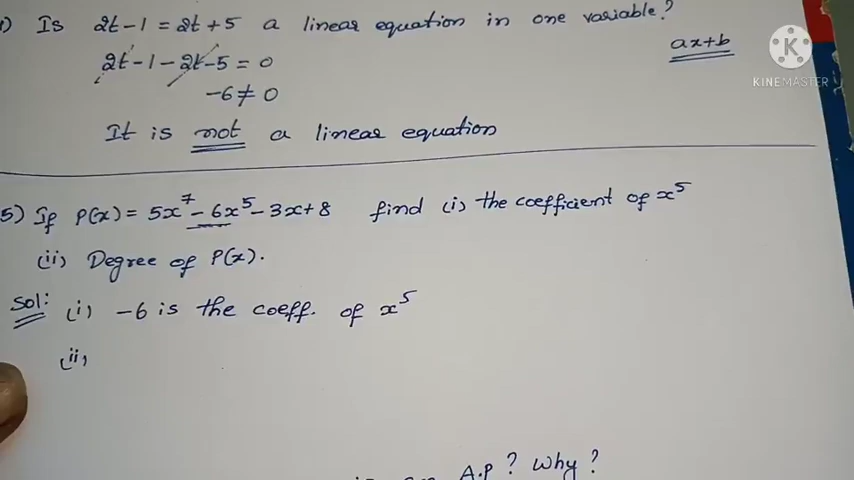 ) Is 2t-1 = 2t+5 a linear equation in one variable?
ax+b
2t-1-2t-5 = 0
-6 ≠ 0
It is not a linear equation
5) If P(x) = 5x⁷ - 6x⁵ - 3x + 8 find (i) the coefficient of x⁵
(ii) Degree of P(x).
Sol: (i) -6 is the coeff. of x⁵
(ii)
A.P? Why?
K
KINEMASTER